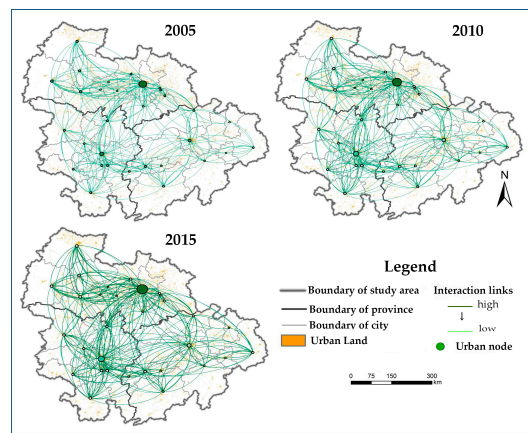 2005
2010
N
2015
Legend
Boundary of study area
Boundary of province
Boundary of city
Urban Land
Interaction links
high
↓
low
Urban node
0 75 150 300
km